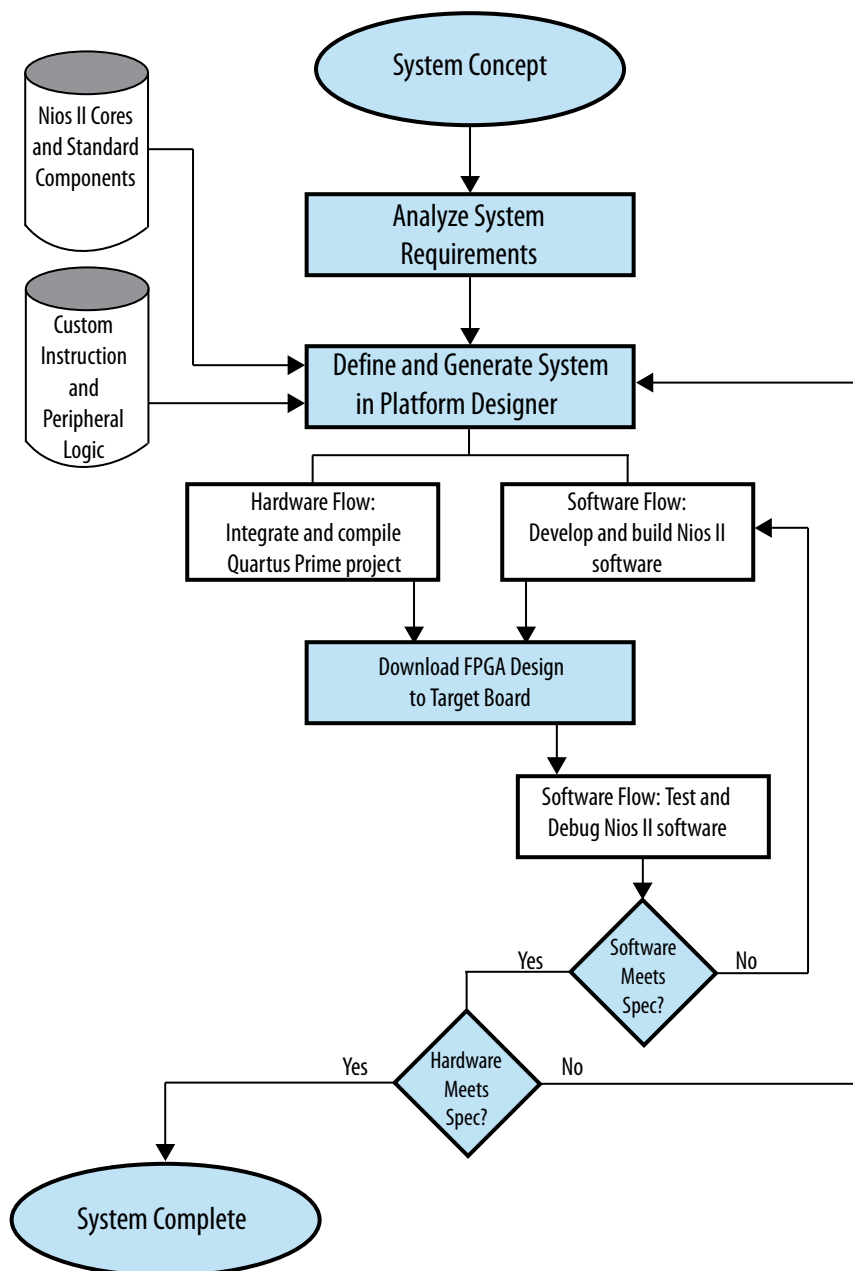 System Concept
Nios II Cores
and Standard
Components
Analyze System
Requirements
Custom
Instruction
and
Peripheral
Logic
Define and Generate System
in Platform Designer
Hardware Flow:
Integrate and compile
Quartus Prime project
Software Flow:
Develop and build Nios II
software
Download FPGA Design
to Target Board
Software Flow: Test and
Debug Nios II software
Software
Meets
Spec?
Yes
No
Hardware
Meets
Spec?
Yes
No
System Complete